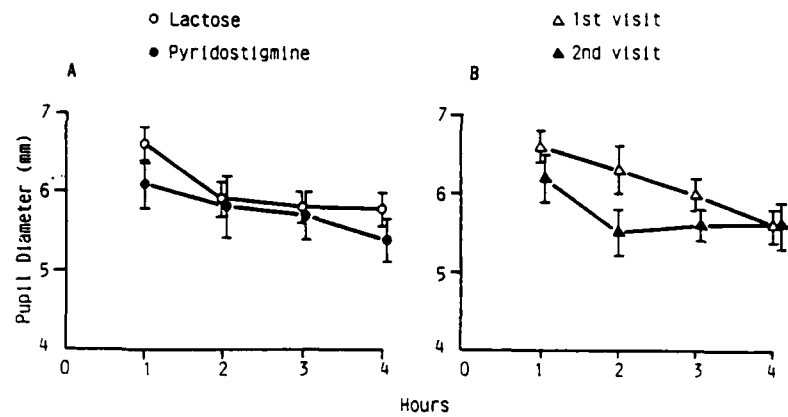 Lactose
Pyridostigmine
1st visit
2nd visit
A
B
Pupil Diameter (mm)
7
6
5
4
0
1
2
3
4
7
6
5
4
0
1
2
3
4
Hours